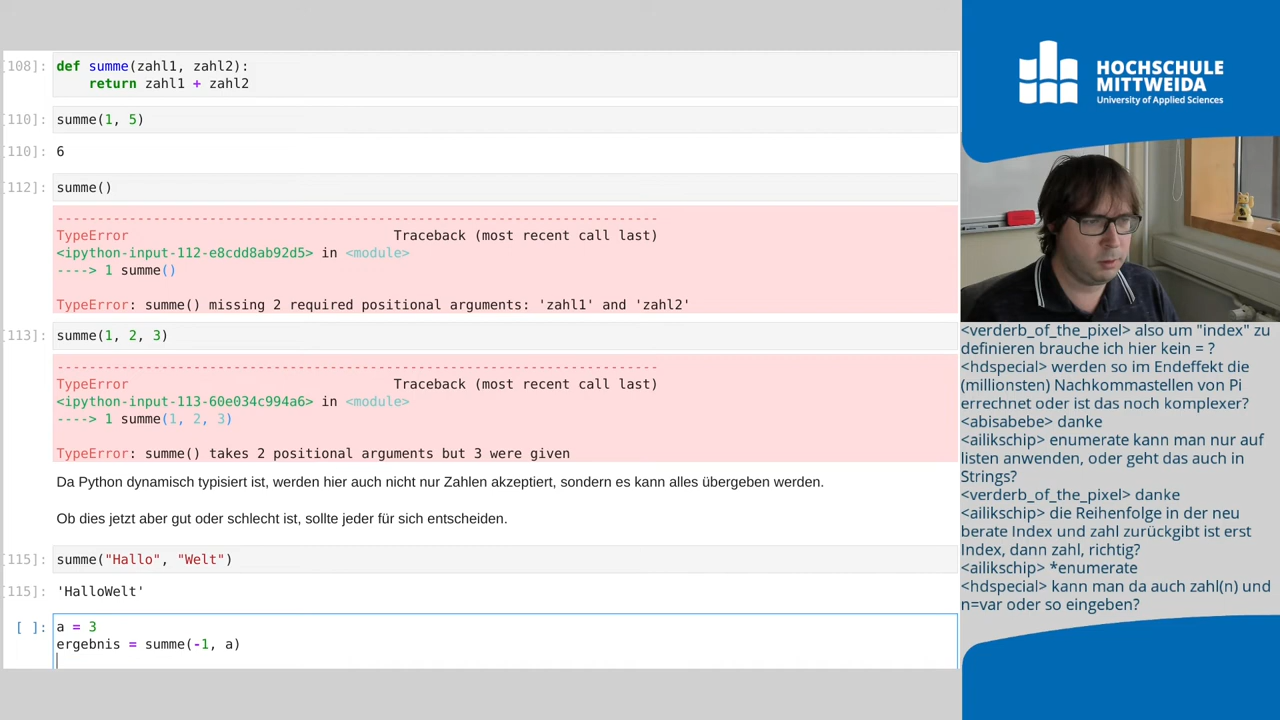 [108]: def summe(zahl1, zahl2):
return zahl1 + zahl2
[110]: summe(1, 5)
[110]: 6
[112]: summe()
---------------------------------------------------------------------------
TypeError Traceback (most recent call last)
<ipython-input-112-e8cdd8ab92d5> in <module>
----> 1 summe()
TypeError: summe() missing 2 required positional arguments: 'zahl1' and 'zahl2'
[113]: summe(1, 2, 3)
---------------------------------------------------------------------------
TypeError Traceback (most recent call last)
<ipython-input-113-60e034c994a6> in <module>
----> 1 summe(1, 2, 3)
TypeError: summe() takes 2 positional arguments but 3 were given
Da Python dynamisch typisiert ist, werden hier auch nicht nur Zahlen akzeptiert, sondern es kann alles übergeben werden.
Ob dies jetzt aber gut oder schlecht ist, sollte jeder für sich entscheiden.
[115]: summe("Hallo", "Welt")
[115]: 'HalloWelt'
[ ]: a = 3
ergebnis = summe(-1, a)
HOCHSCHULE
MITTWEIDA
University of Applied Sciences
<verderb_of_the_pixel> also um "index" zu
definieren brauche ich hier kein = ?
<hdspecial> werden so im Endeffekt die
(millionsten) Nachkommastellen von Pi
errechnet oder ist das noch komplexer?
<abisabebe> danke
<ailikschip> enumerate kann man nur auf
listen anwenden, oder geht das auch in
Strings?
<verderb_of_the_pixel> danke
<ailikschip> die Reihenfolge in der neu
berate Index und zahl zurückgibt ist erst
Index, dann zahl, richtig?
<ailikschip> *enumerate
<hdspecial> kann man da auch zahl(n) und
n=var oder so eingeben?